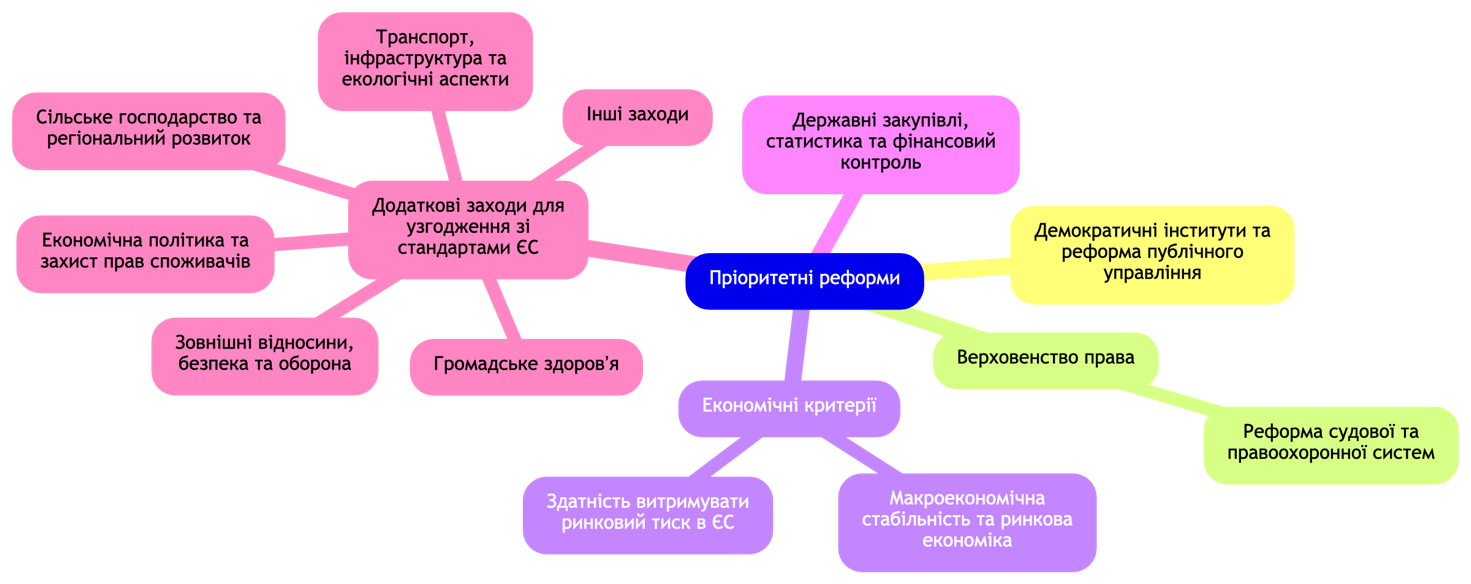 Транспорт,
інфраструктура та
екологічні аспекти
Сільське господарство та
регіональний розвиток
Інші заходи
Державні закупівлі,
статистика та фінансовий
контроль
Додаткові заходи для
узгодження зі
стандартами ЄС
Економічна політика та
захист прав споживачів
Пріоритетні реформи
Демократичні інститути та
реформа публічного
управління
Зовнішні відносини,
безпека та оборона
Громадське здоров'я
Верховенство права
Економічні критерії
Реформа судової та
правоохоронної систем
Здатність витримувати
ринковий тиск в ЄС
Макроекономічна
стабільність та ринкова
економіка